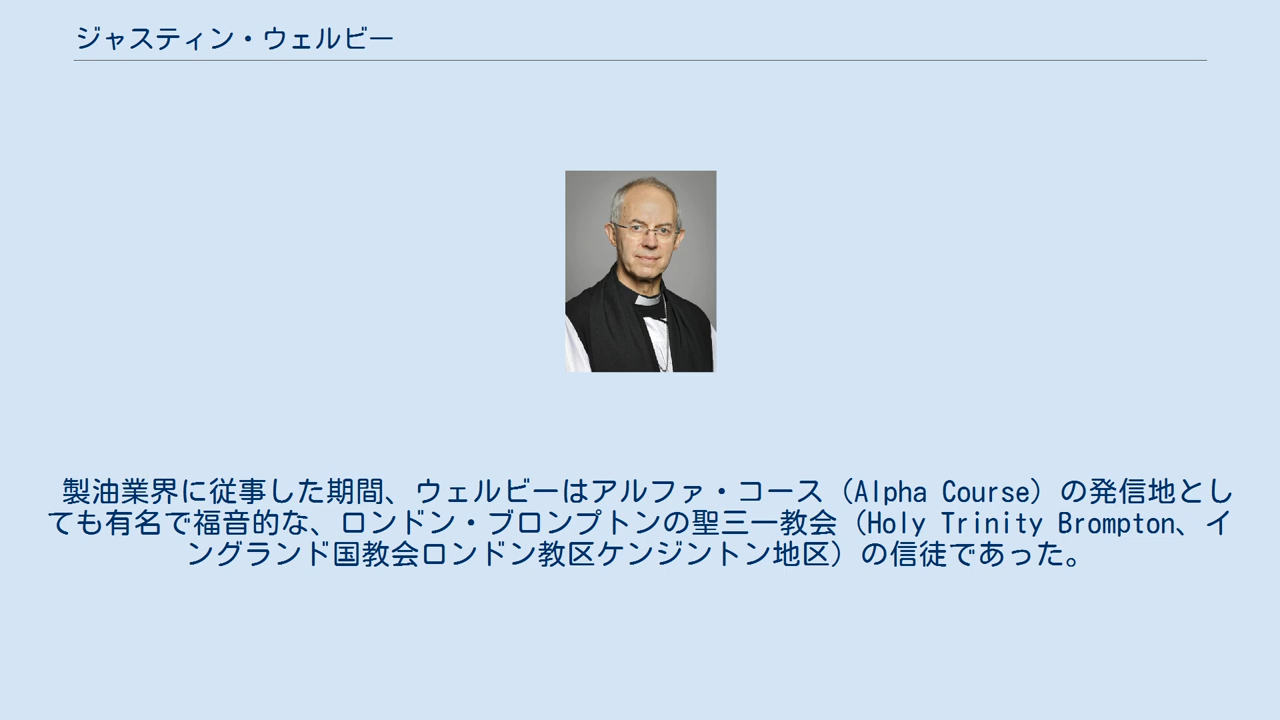 ジャスティン・ウェルビー
製油業界に従事した期間、ウェルビーはアルファ・コース（Alpha Course）の発信地とし
ても有名で福音的な、ロンドン・ブロンプトンの聖三一教会（Holy Trinity Brompton、イ
ングランド国教会ロンドン教区ケンジントン地区）の信徒であった。